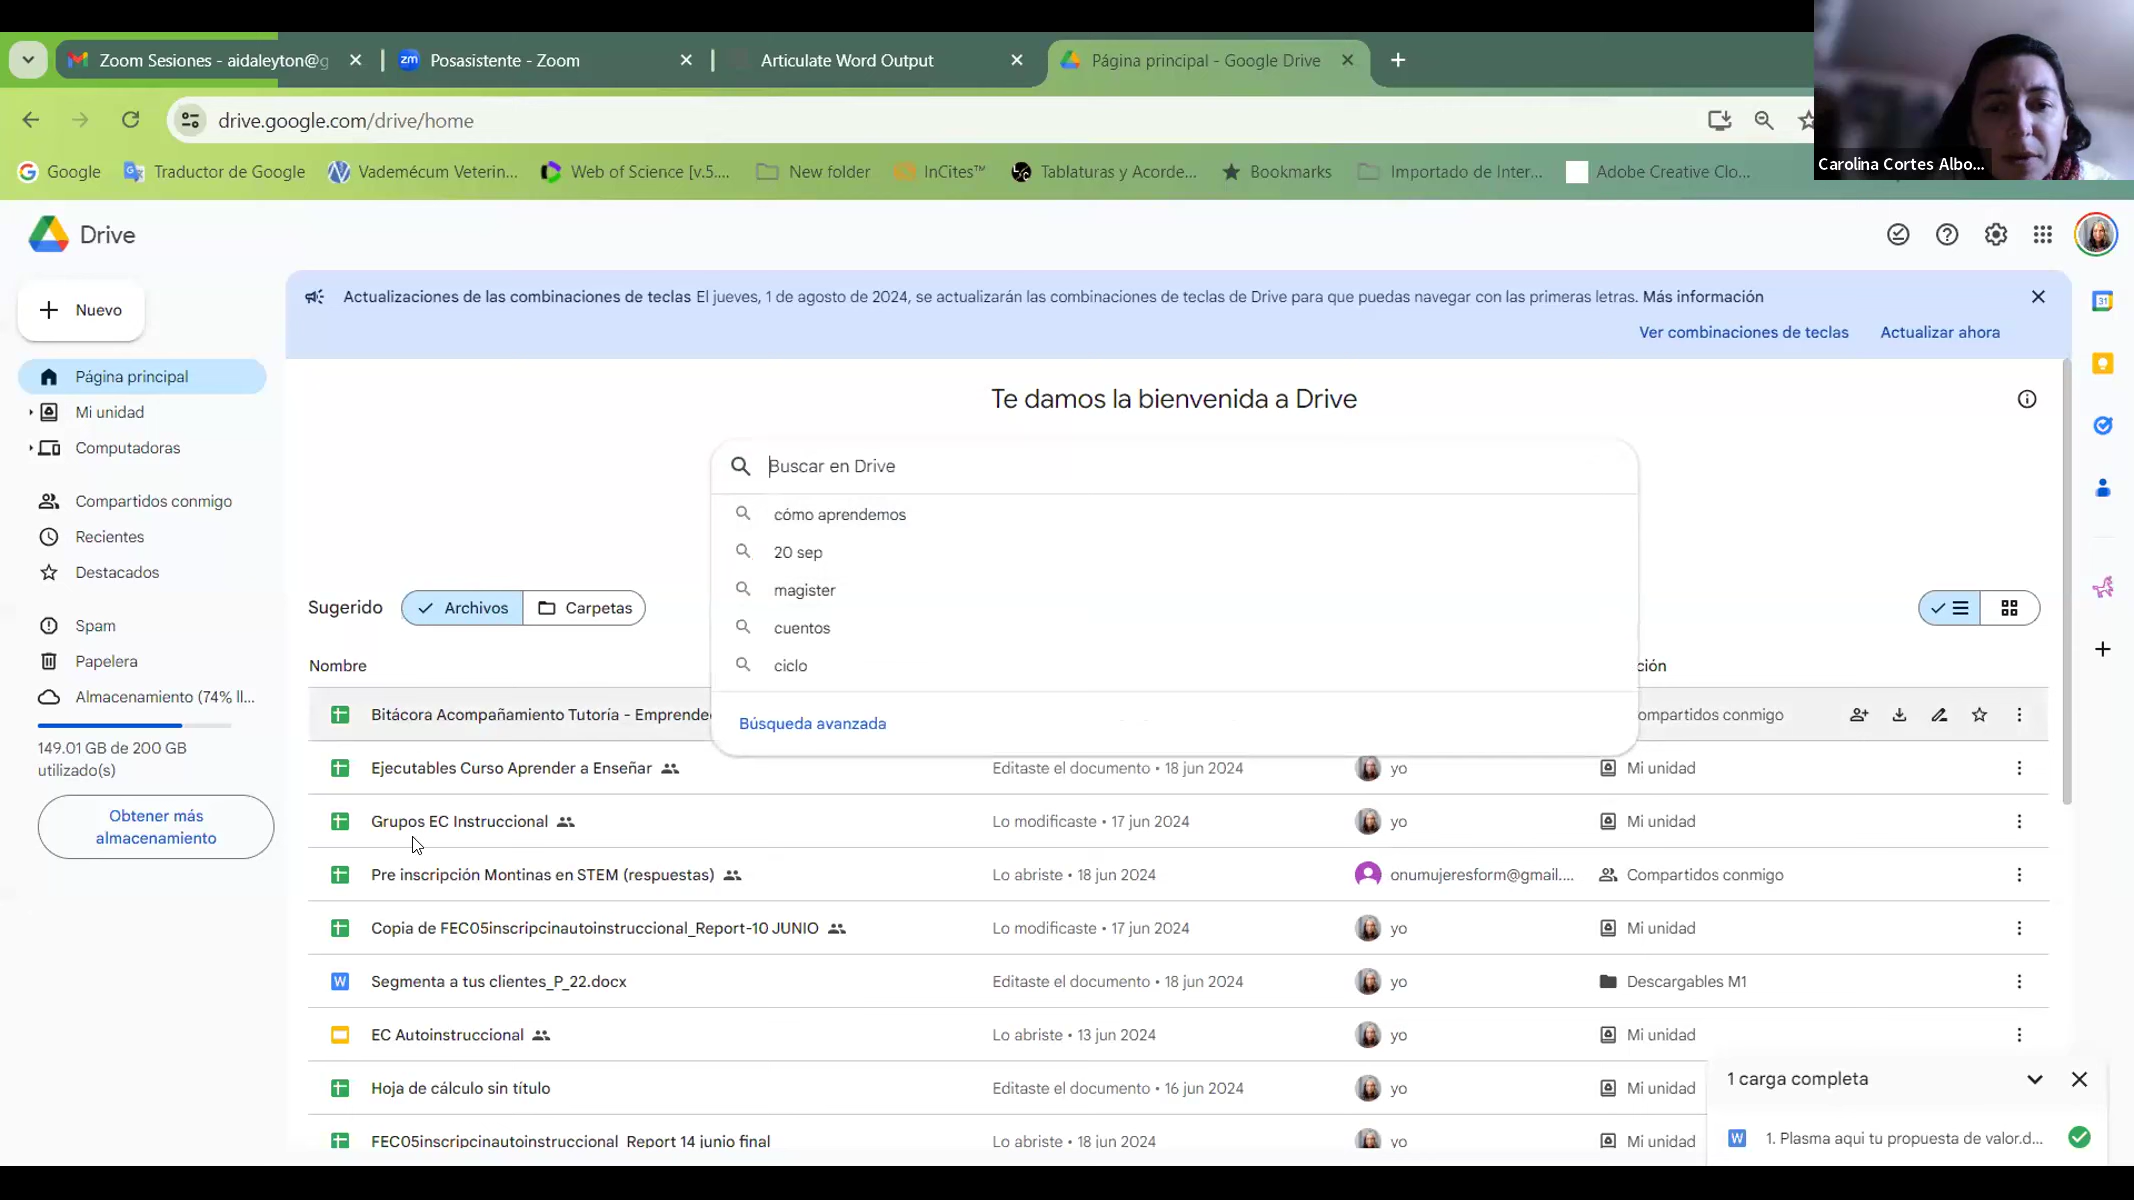 Zoom Sesiones - aidaleyton@g
Posasistente - Zoom
Articulate Word Output
Página principal - Google Drive
drive.google.com/drive/home
Google
Traductor de Google
Vademécum Veterin...
Web of Science [v.5....
New folder
InCites™
Tablaturas y Acorde...
Bookmarks
Importado de Inter...
Adobe Creative Clo...
Carolina Cortes Albo...
Drive
Nuevo
Actualizaciones de las combinaciones de teclas El jueves, 1 de agosto de 2024, se actualizarán las combinaciones de teclas de Drive para que puedas navegar con las primeras letras. Más información
Ver combinaciones de teclas
Actualizar ahora
Página principal
Mi unidad
Computadoras
Compartidos conmigo
Recientes
Destacados
Spam
Papelera
Almacenamiento (74% ll...
149.01 GB de 200 GB
utilizado(s)
Obtener más
almacenamiento
Te damos la bienvenida a Drive
Buscar en Drive
cómo aprendemos
20 sep
magister
cuentos
ciclo
Búsqueda avanzada
Sugerido
Archivos
Carpetas
Nombre
ción
Bitácora Acompañamiento Tutoría - Emprende
ompartidos conmigo
Ejecutables Curso Aprender a Enseñar
Editaste el documento • 18 jun 2024
yo
Mi unidad
Grupos EC Instruccional
Lo modificaste • 17 jun 2024
yo
Mi unidad
Pre inscripción Montinas en STEM (respuestas)
Lo abriste • 18 jun 2024
onumujeresform@gmail....
Compartidos conmigo
Copia de FEC05inscripcinautoinstruccional_Report-10 JUNIO
Lo modificaste • 17 jun 2024
yo
Mi unidad
Segmenta a tus clientes_P_22.docx
Editaste el documento • 18 jun 2024
yo
Descargables M1
EC Autoinstruccional
Lo abriste • 13 jun 2024
yo
Mi unidad
Hoja de cálculo sin título
Editaste el documento • 16 jun 2024
yo
Mi unidad
FEC05inscripcinautoinstruccional_Report 14 junio final
Lo abriste • 18 jun 2024
yo
Mi unidad
1 carga completa
1. Plasma aqui tu propuesta de valor.d...